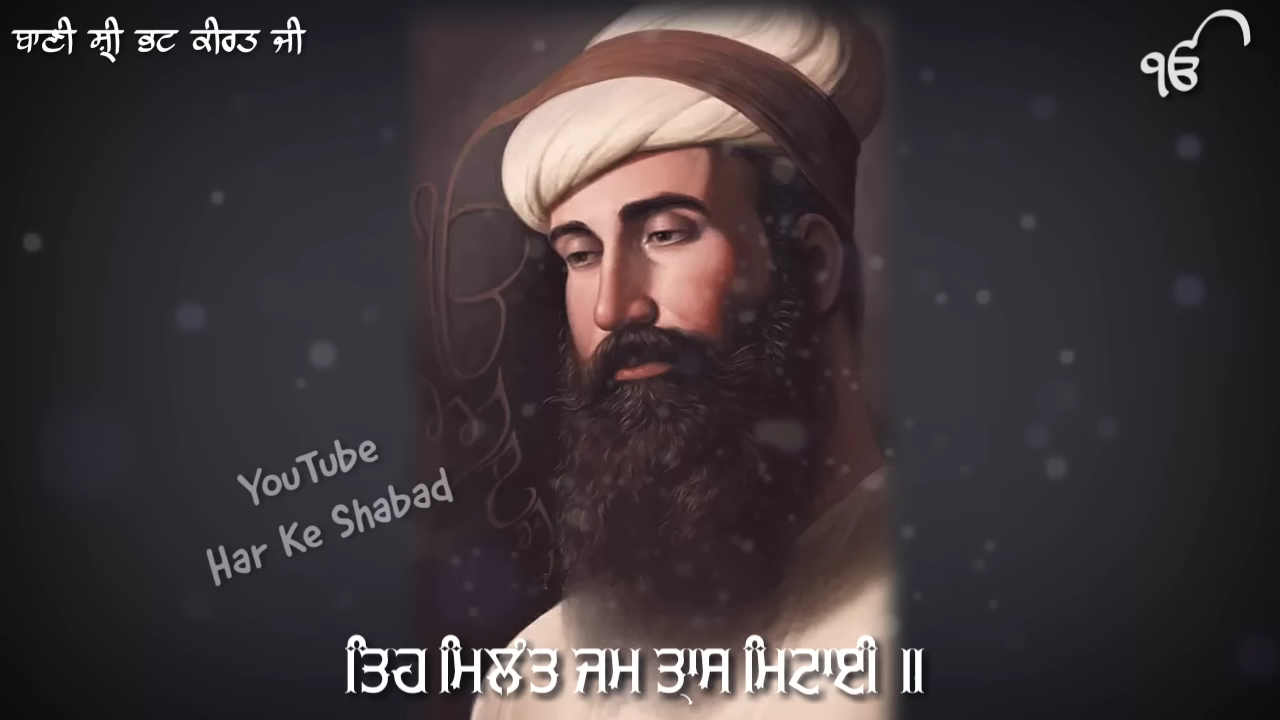 ਬਾਣੀ ਸ਼੍ਰੀ ਭਟ ਕੀਰਤ ਜੀ
ੴ
YouTube
Har Ke Shabad
ਤਿਹ ਮਿਲੰਤ ਜਮ ਤ੍ਰਾਸ ਮਿਟਾਈ ॥